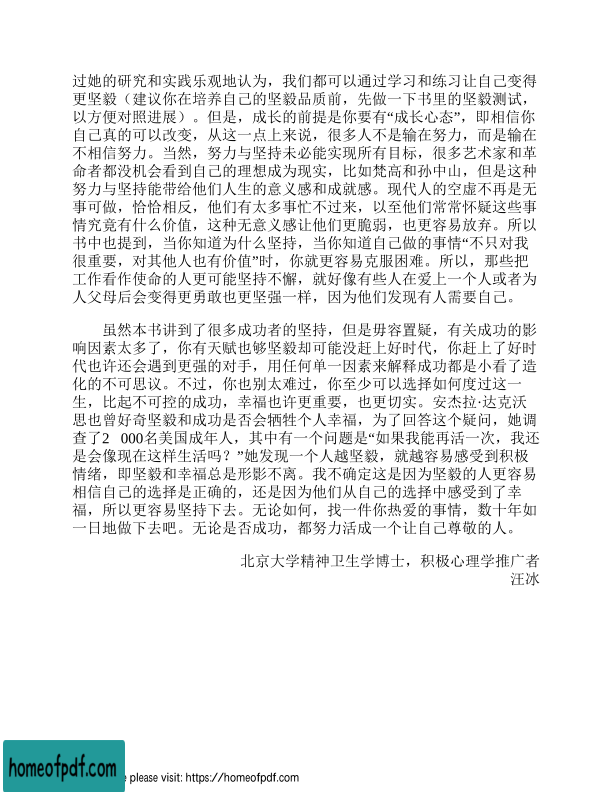 过她的研究和实践乐观地认为，我们都可以通过学习和练习让自己变得
更坚毅（建议你在培养自己的坚毅品质前，先做一下书里的坚毅测试，
以方便对照进展）。但是，成长的前提是你要有“成长心态”，即相信你
自己真的可以改变，从这一点上来说，很多人不是输在努力，而是输在
不相信努力。当然，努力与坚持未必能实现所有目标，很多艺术家和革
命者都没机会看到自己的理想成为现实，比如梵高和孙中山，但是这种
努力与坚持能带给他们人生的意义感和成就感。现代人的空虚不再是无
事可做，恰恰相反，他们有太多事忙不过来，以至他们常常怀疑这些事
情究竟有什么价值，这种无意义感让他们更脆弱，也更容易放弃。所以
书中也提到，当你知道为什么坚持，当你知道自己做的事情“不只对我
很重要，对其他人也有价值”时，你就更容易克服困难。所以，那些把
工作看作使命的人更可能坚持不懈，就好像有些人在爱上一个人或者为
人父母后会变得更勇敢也更坚强一样，因为他们发现有人需要自己。
虽然本书讲到了很多成功者的坚持，但是毋容置疑，有关成功的影
响因素太多了，你有天赋也够坚毅却可能没赶上好时代，你赶上了好时
代也许还会遇到更强的对手，用任何单一因素来解释成功都是小看了造
化的不可思议。不过，你也别太难过，你至少可以选择如何度过这一
生，比起不可控的成功，幸福也许更重要，也更切实。安杰拉·达克沃
思也曾好奇坚毅和成功是否会牺牲个人幸福，为了回答这个疑问，她调
查了2 000名美国成年人，其中有一个问题是“如果我能再活一次，我还
是会像现在这样生活吗？”她发现一个人越坚毅，就越容易感受到积极
情绪，即坚毅和幸福总是形影不离。我不确定这是因为坚毅的人更容易
相信自己的选择是正确的，还是因为他们从自己的选择中感受到了幸
福，所以更容易坚持下去。无论如何，找一件你热爱的事情，数十年如
一日地做下去吧。无论是否成功，都努力活成一个让自己尊敬的人。
北京大学精神卫生学博士，积极心理学推广者
汪冰
homeofpdf.com
please visit: https://homeofpdf.com